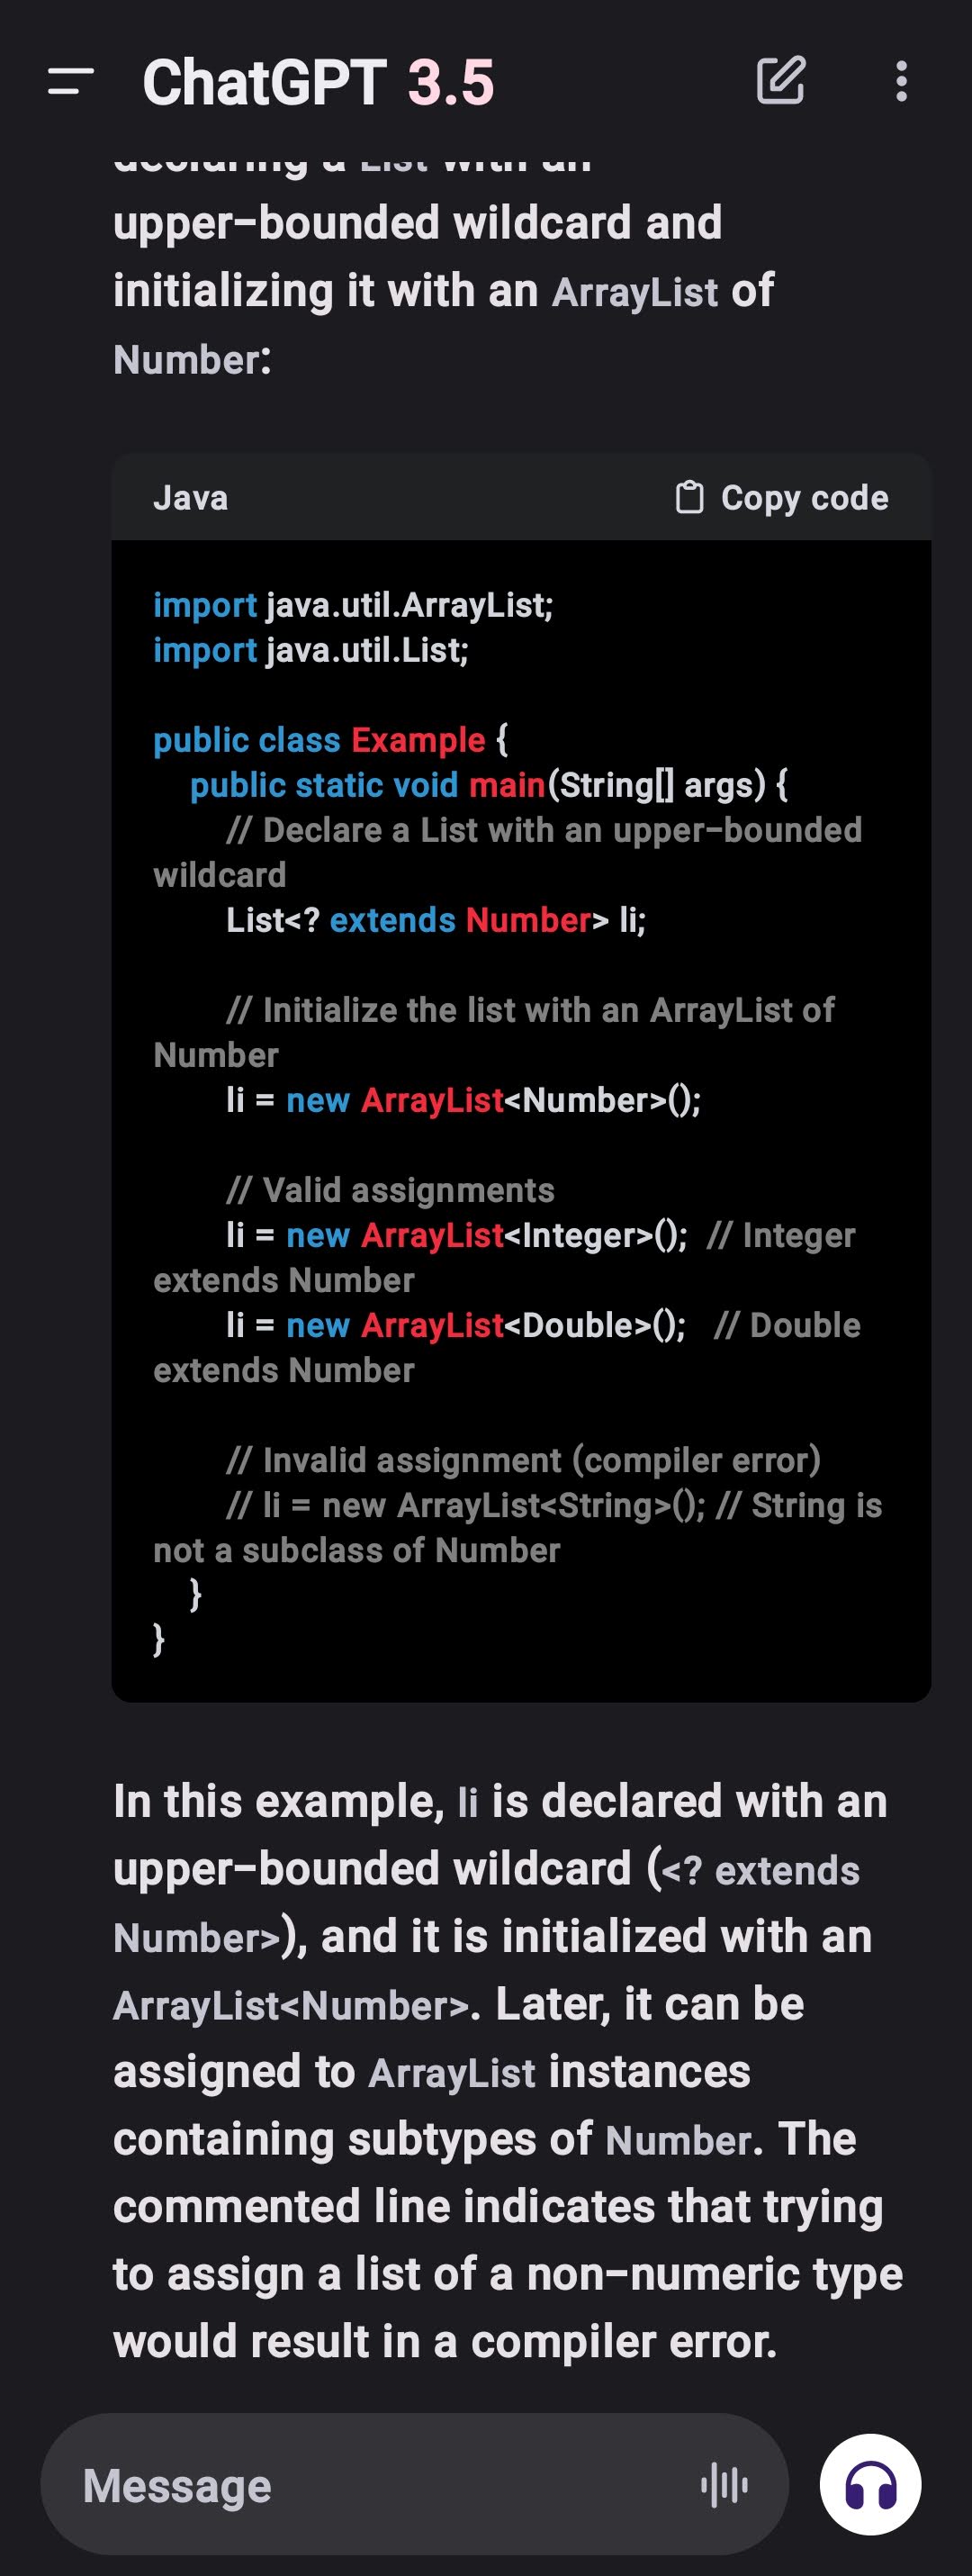 ChatGPT 3.5
declaring a List with an
upper-bounded wildcard and
initializing it with an ArrayList of
Number:
Java
Copy code
import java.util.ArrayList;
import java.util.List;
public class Example {
public static void main(String[] args) {
// Declare a List with an upper-bounded
wildcard
List<? extends Number> li;
// Initialize the list with an ArrayList of
Number
li = new ArrayList<Number>();
// Valid assignments
li = new ArrayList<Integer>(); // Integer
extends Number
li = new ArrayList<Double>(); // Double
extends Number
// Invalid assignment (compiler error)
// li = new ArrayList<String>(); // String is
not a subclass of Number
}
}
In this example, li is declared with an
upper-bounded wildcard (<? extends
Number>), and it is initialized with an
ArrayList<Number>. Later, it can be
assigned to ArrayList instances
containing subtypes of Number. The
commented line indicates that trying
to assign a list of a non-numeric type
would result in a compiler error.
Message